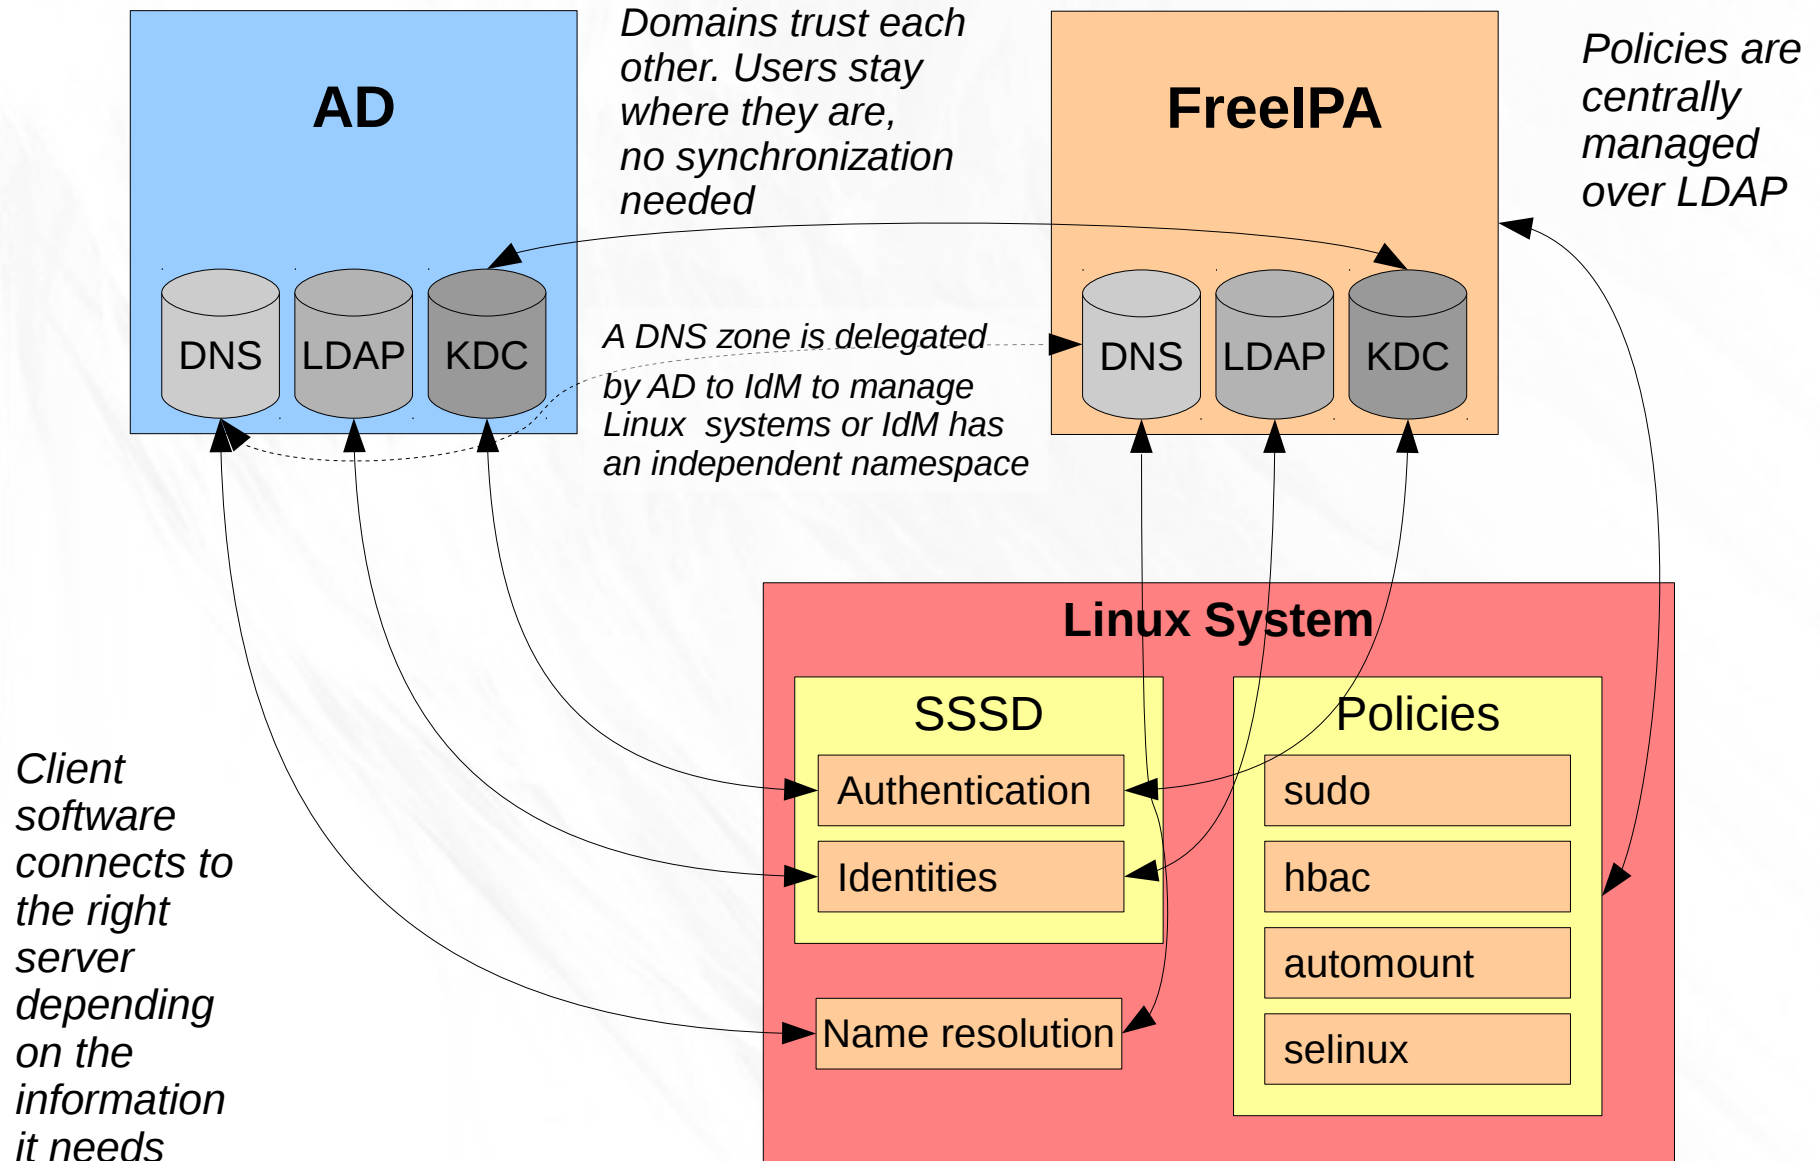 AD
Domains trust each
other. Users stay
where they are,
no synchronization
needed
FreeIPA
Policies are
centrally
managed
over LDAP
DNS
LDAP
KDC
A DNS zone is delegated
by AD to IdM to manage
Linux  systems or IdM has
an independent namespace
DNS
LDAP
KDC
Linux System
SSSD
Authentication
Identities
Name resolution
Policies
sudo
hbac
automount
selinux
Client
software
connects to
the right
server
depending
on the
information
it needs